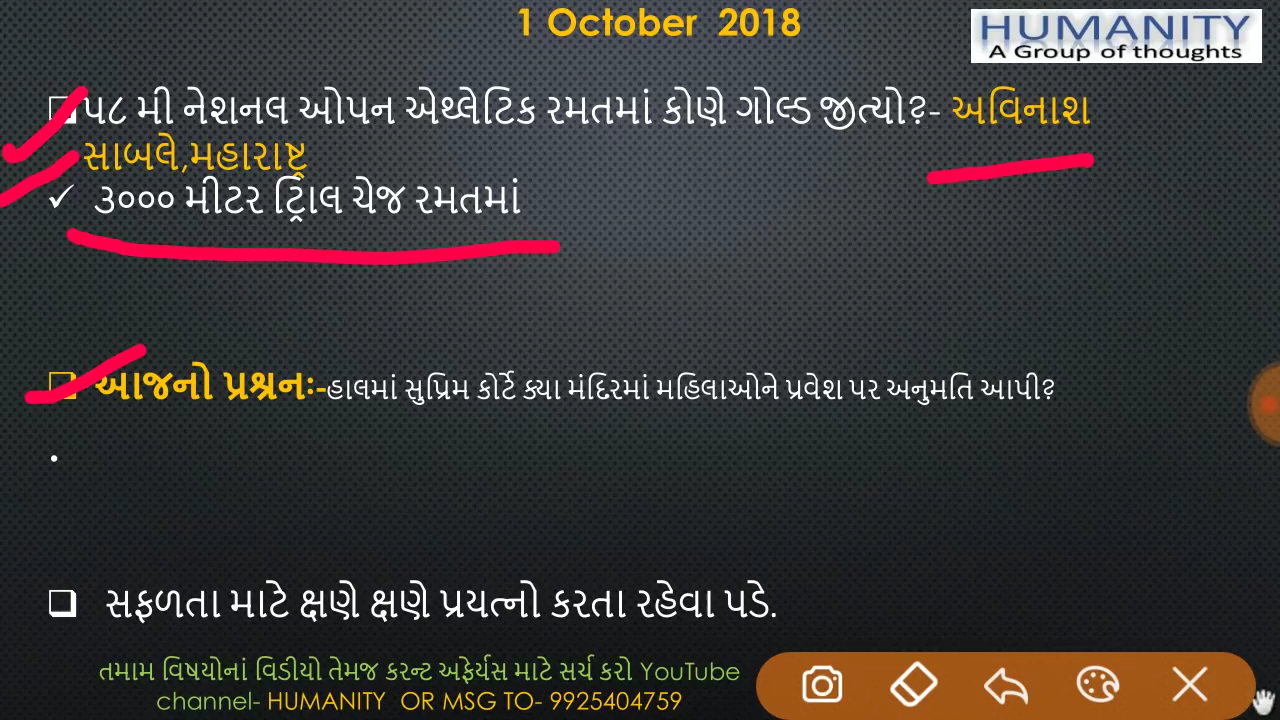 1 October 2018
HUMANITY
A Group of thoughts
૫૮ મી નેશનલ ઓપન એથ્લેટિક રમતમાં કોણે ગોલ્ડ જીત્યો?- અવિનાશ
સાબલે,મહારાષ્ટ્ર
૩૦૦૦ મીટર ટ્રિાલ ચેજ રમતમાં
આજનો પ્રશ્રનઃ-હાલમાં સુપ્રિમ કોર્ટે ક્યા મંદિરમાં મહિલાઓને પ્રવેશ પર અનુમતિ આપી?
સફળતા માટે ક્ષણે ક્ષણે પ્રયત્નો કરતા રહેવા પડે.
તમામ વિષયોનાં વિડીયો તેમજ કરન્ટ અફેર્યસ માટે સર્ચ કરો YouTube
channel- HUMANITY OR MSG TO- 9925404759